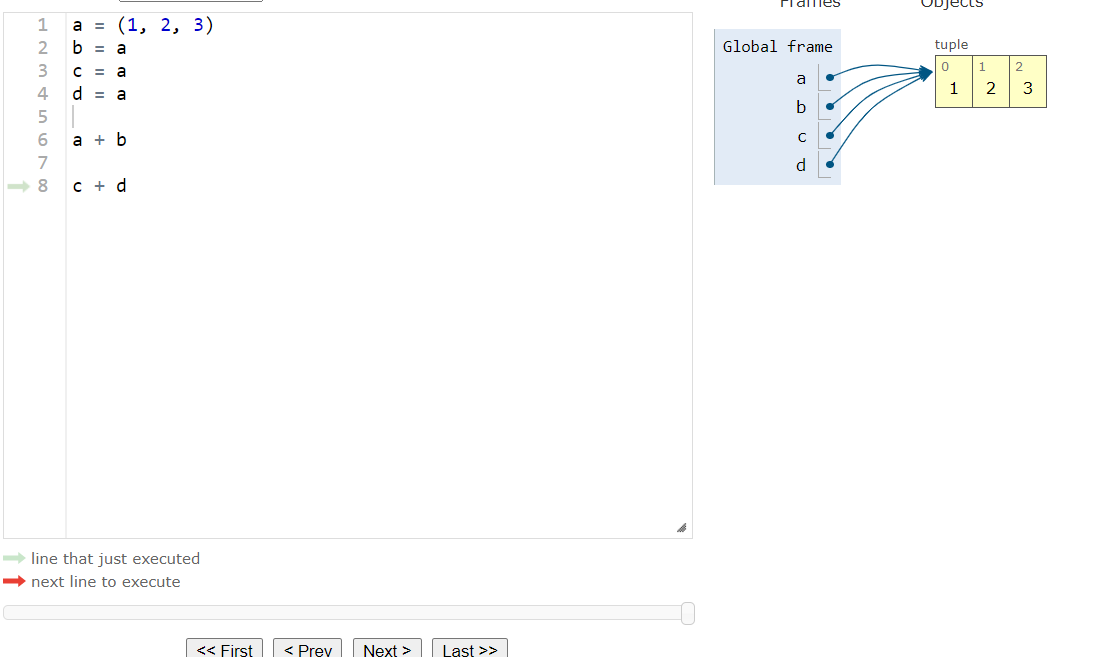 Frames Objects
1 a = (1, 2, 3)
2 b = a
3 c = a
4 d = a
5
6 a + b
7
8 c + d
Global frame
a
b
c
d
tuple
0 1 2
1 2 3
line that just executed
next line to execute
<< First < Prev Next > Last >>